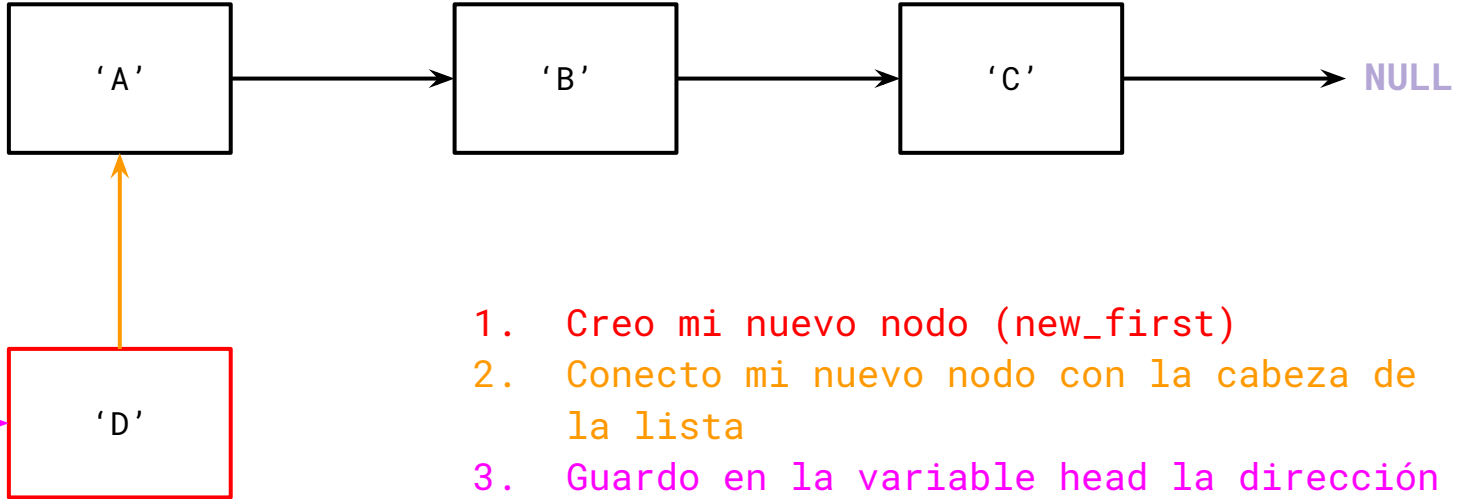 ‘A’ ‘B’ ‘C’ NULL
1. Creo mi nuevo nodo (new_first)
2. Conecto mi nuevo nodo con la cabeza de
la lista
‘D’
3. Guardo en la variable head la dirección